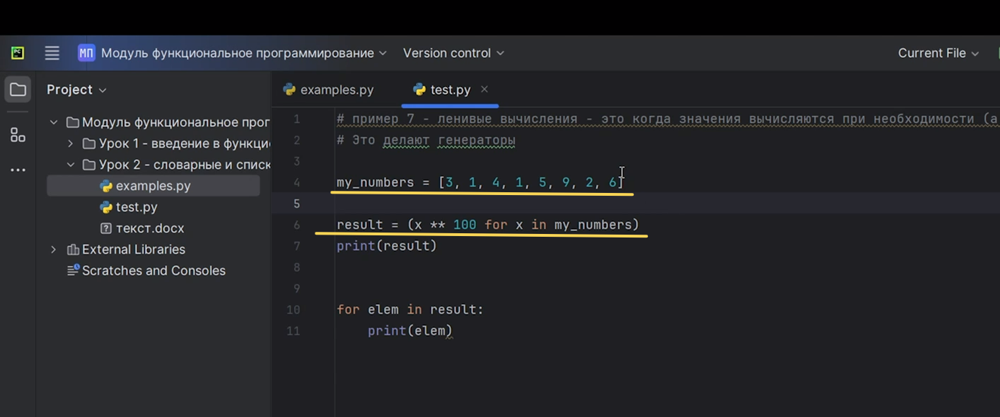 PC
МП Модуль функциональное программирование Version control Current File
Project
examples.py test.py
Модуль функциональное прог
Урок 1 - введение в функци
Урок 2 - словарные и списк
examples.py
test.py
текст.docx
External Libraries
Scratches and Consoles
1 # пример 7 - ленивые вычисления - это когда значения вычисляются при необходимости (а
2 # Это делают генераторы
3
4 my_numbers = [3, 1, 4, 1, 5, 9, 2, 6]
5
6 result = (x ** 100 for x in my_numbers)
7 print(result)
8
9
10 for elem in result:
11 print(elem)